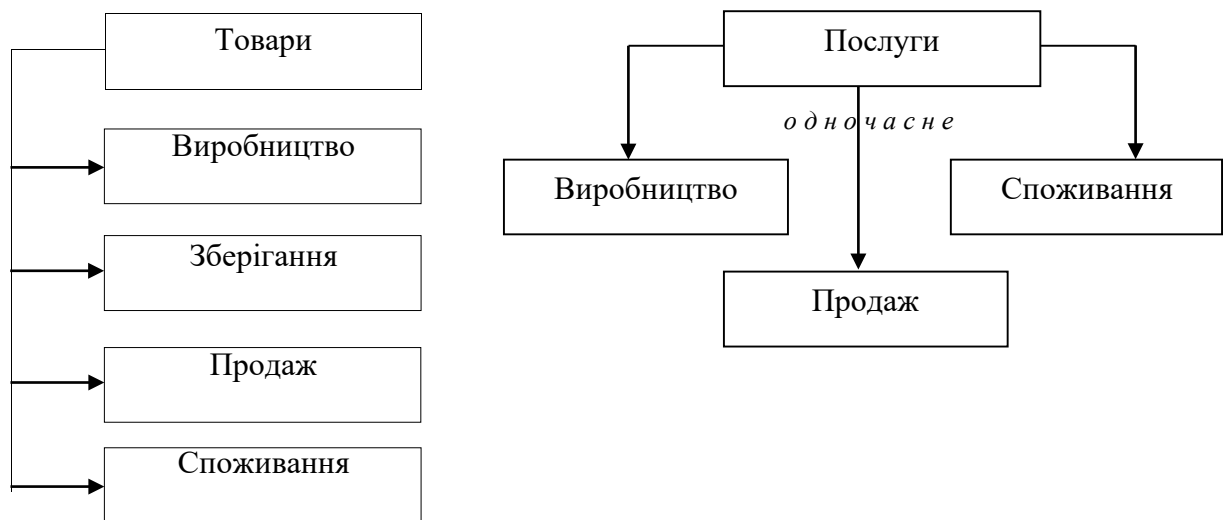 Товари
Виробництво
Зберігання
Продаж
Споживання
Послуги
одночасне
Виробництво
Споживання
Продаж